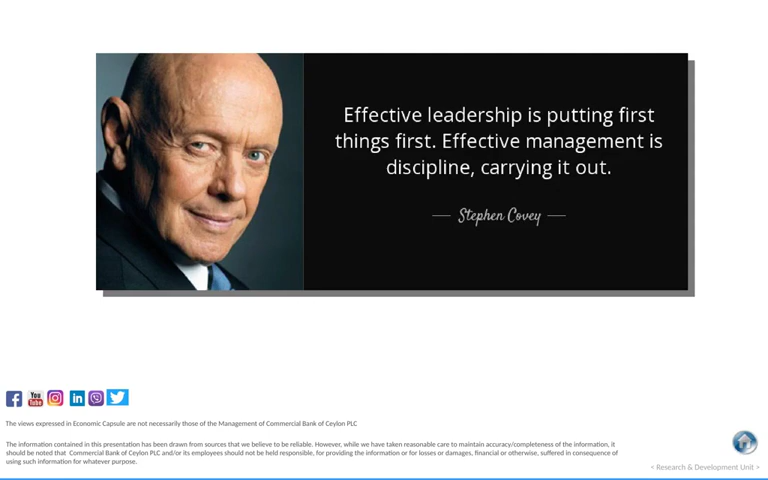 Effective leadership is putting first
things first. Effective management is
discipline, carrying it out.
Stephen Covey
You
Tube
in
The views expressed in Economic Capsule are not necessarily those of the Management of Commercial Bank of Ceylon PLC
The information contained in this presentation has been drawn from sources that we believe to be reliable. However, while we have taken reasonable care to maintain accuracy/completeness of the information, it
should be noted that Commercial Bank of Ceylon PLC and/or its employees should not be held responsible, for providing the information or for losses or damages, financial or otherwise, suffered in consequence of
using such information for whatever purpose.
< Research & Development Unit >